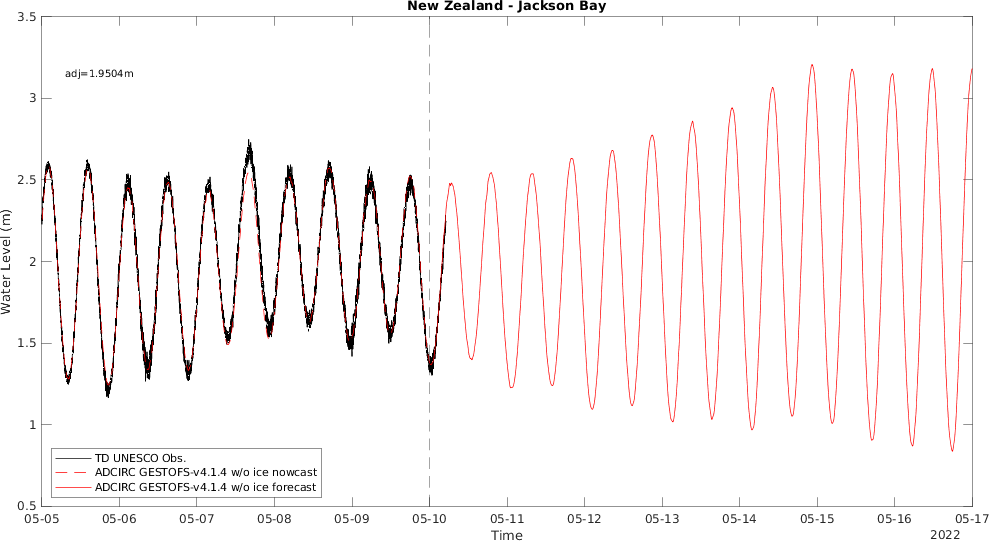 New Zealand - Jackson Bay
3.5
adj=1.9504m
3
2.5
2
1.5
1
0.5
Water Level (m)
TD UNESCO Obs.
ADCIRC GESTOFS-v4.1.4 w/o ice nowcast
ADCIRC GESTOFS-v4.1.4 w/o ice forecast
05-05 05-06 05-07 05-08 05-09 05-10 05-11 05-12 05-13 05-14 05-15 05-16 05-17
Time
2022